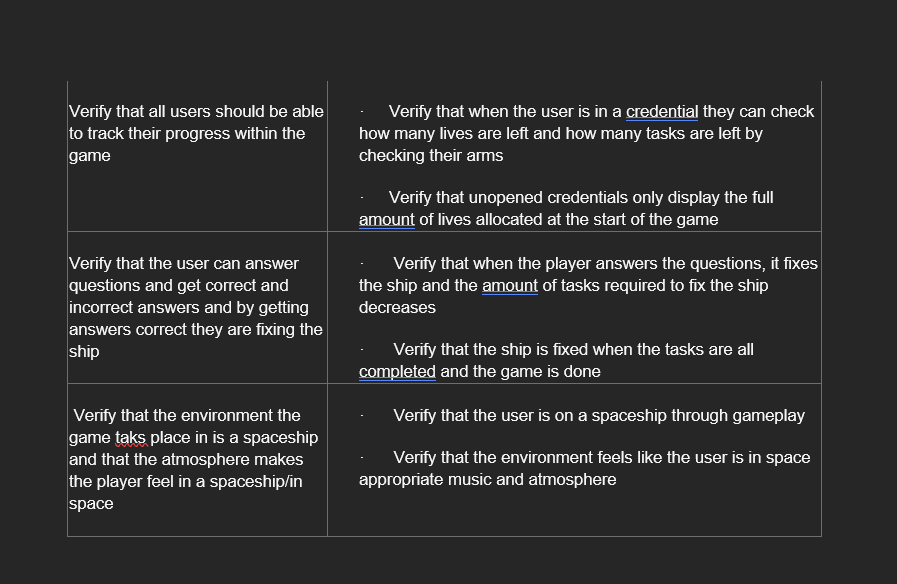 Verify that all users should be able
to track their progress within the
game
· Verify that when the user is in a credential they can check
how many lives are left and how many tasks are left by
checking their arms
· Verify that unopened credentials only display the full
amount of lives allocated at the start of the game
Verify that the user can answer
questions and get correct and
incorrect answers and by getting
answers correct they are fixing the
ship
· Verify that when the player answers the questions, it fixes
the ship and the amount of tasks required to fix the ship
decreases
· Verify that the ship is fixed when the tasks are all
completed and the game is done
Verify that the environment the
game taks place in is a spaceship
and that the atmosphere makes
the player feel in a spaceship/in
space
· Verify that the user is on a spaceship through gameplay
· Verify that the environment feels like the user is in space
appropriate music and atmosphere